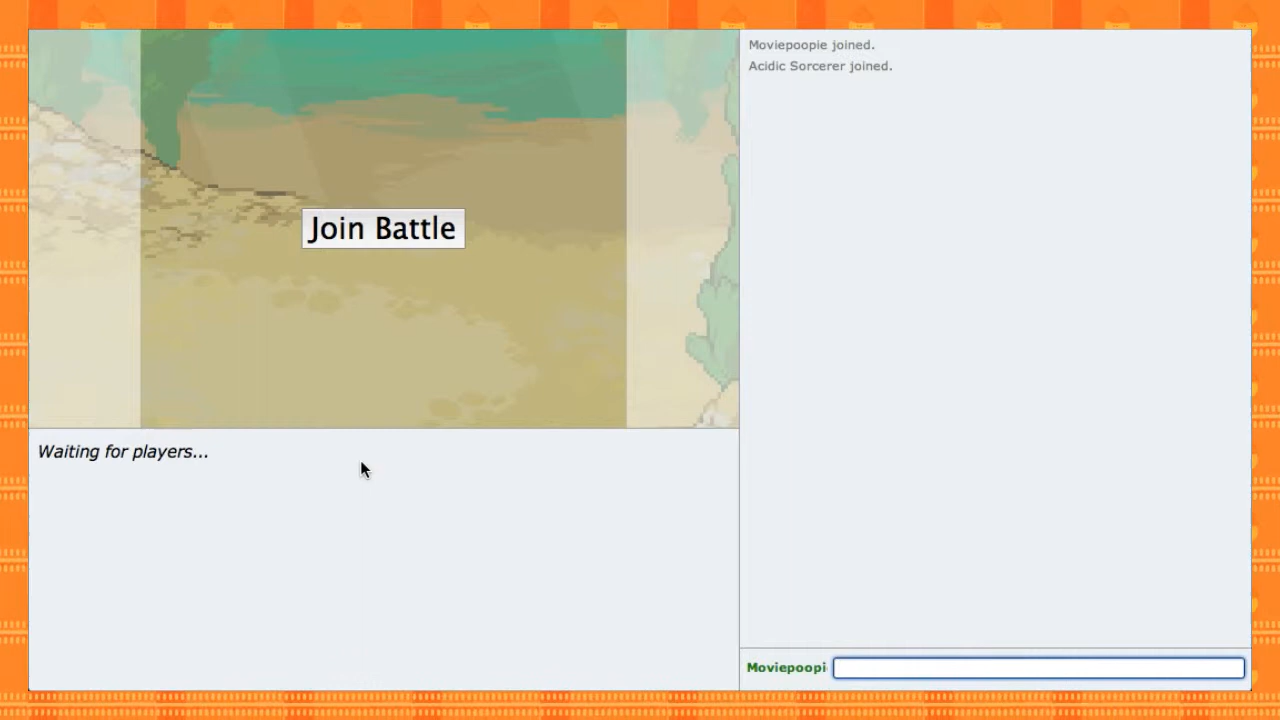 Moviepoopie joined.
Acidic Sorcerer joined.
Join Battle
Waiting for players...
Moviepoopi